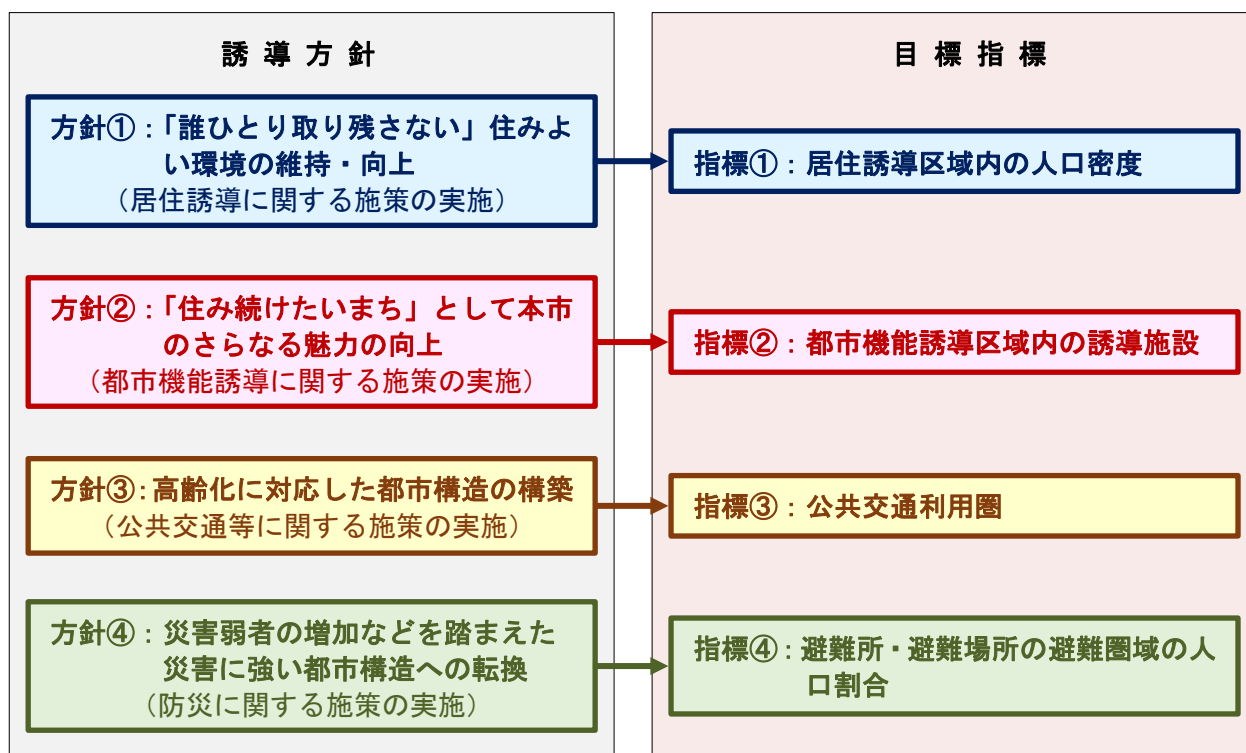 誘導方針
方針①：「誰ひとり取り残さない」住みよ
い環境の維持・向上
（居住誘導に関する施策の実施）
方針②：「住み続けたいまち」として本市
のさらなる魅力の向上
（都市機能誘導に関する施策の実施）
方針③：高齢化に対応した都市構造の構築
（公共交通等に関する施策の実施）
方針④：災害弱者の増加などを踏まえた
災害に強い都市構造への転換
（防災に関する施策の実施）
目標指標
指標①：居住誘導区域内の人口密度
指標②：都市機能誘導区域内の誘導施設
指標③：公共交通利用圏
指標④：避難所・避難場所の避難圏域の人
口割合